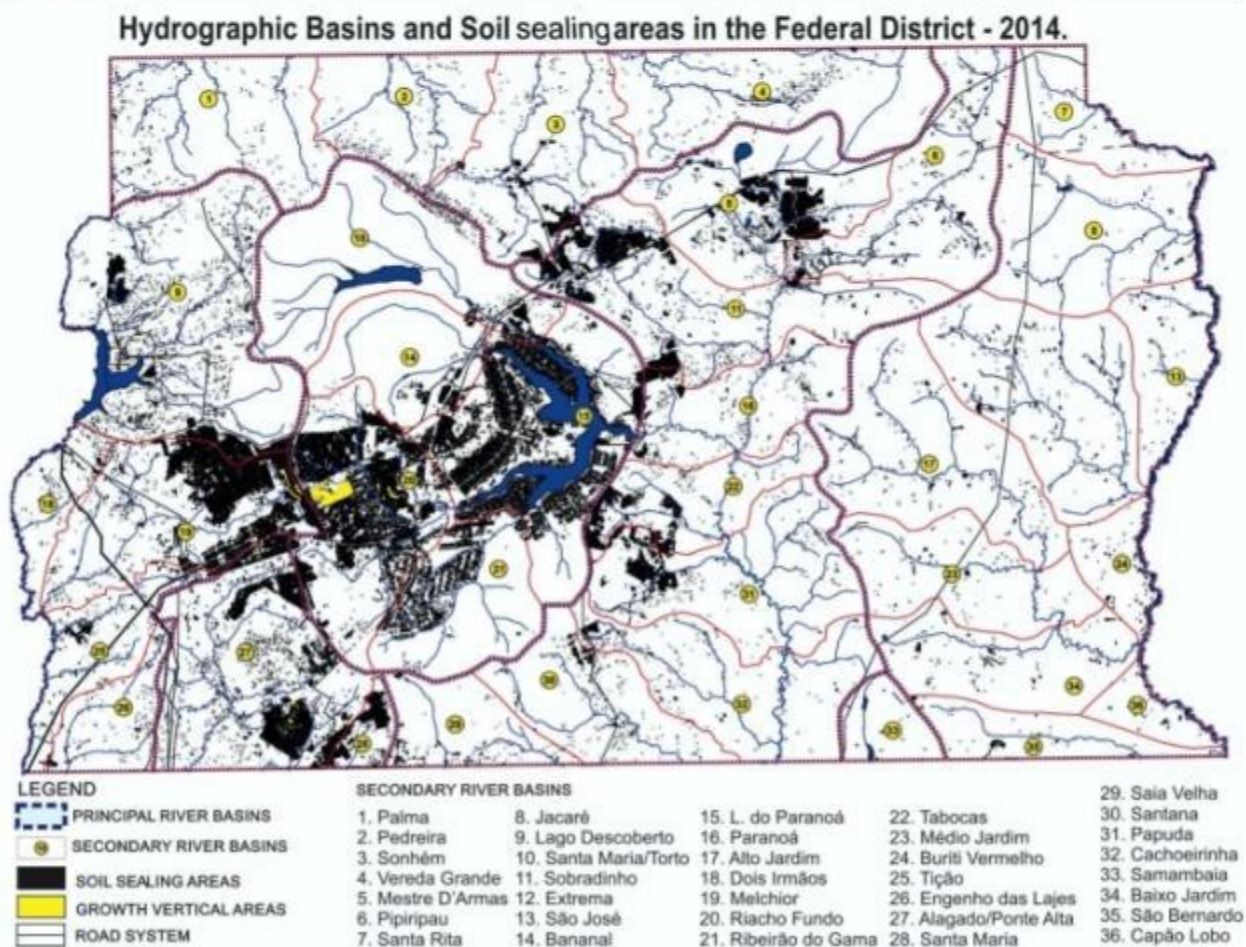 Hydrographic Basins and Soil sealing areas in the Federal District - 2014.
LEGEND
PRINCIPAL RIVER BASINS
SECONDARY RIVER BASINS
SOIL SEALING AREAS
GROWTH VERTICAL AREAS
ROAD SYSTEM
SECONDARY RIVER BASINS
1. Palma
2. Pedreira
3. Sonhém
4. Vereda Grande
5. Mestre D'Armas
6. Pipiripau
7. Santa Rita
8. Jacaré
9. Lago Descoberto
10. Santa Maria/Torto
11. Sobradinho
12. Extrema
13. São José
14. Bananal
15. L. do Paranoá
16. Paranoá
17. Alto Jardim
18. Dois Irmãos
19. Melchior
20. Riacho Fundo
21. Ribeirão do Gama
22. Tabocas
23. Médio Jardim
24. Buriti Vermelho
25. Tição
26. Engenho das Lajes
27. Alagado/Ponte Alta
28. Santa Maria
29. Saia Velha
30. Santana
31. Papuda
32. Cachoeirinha
33. Samambaia
34. Baixo Jardim
35. São Bernardo
36. Capão Lobo